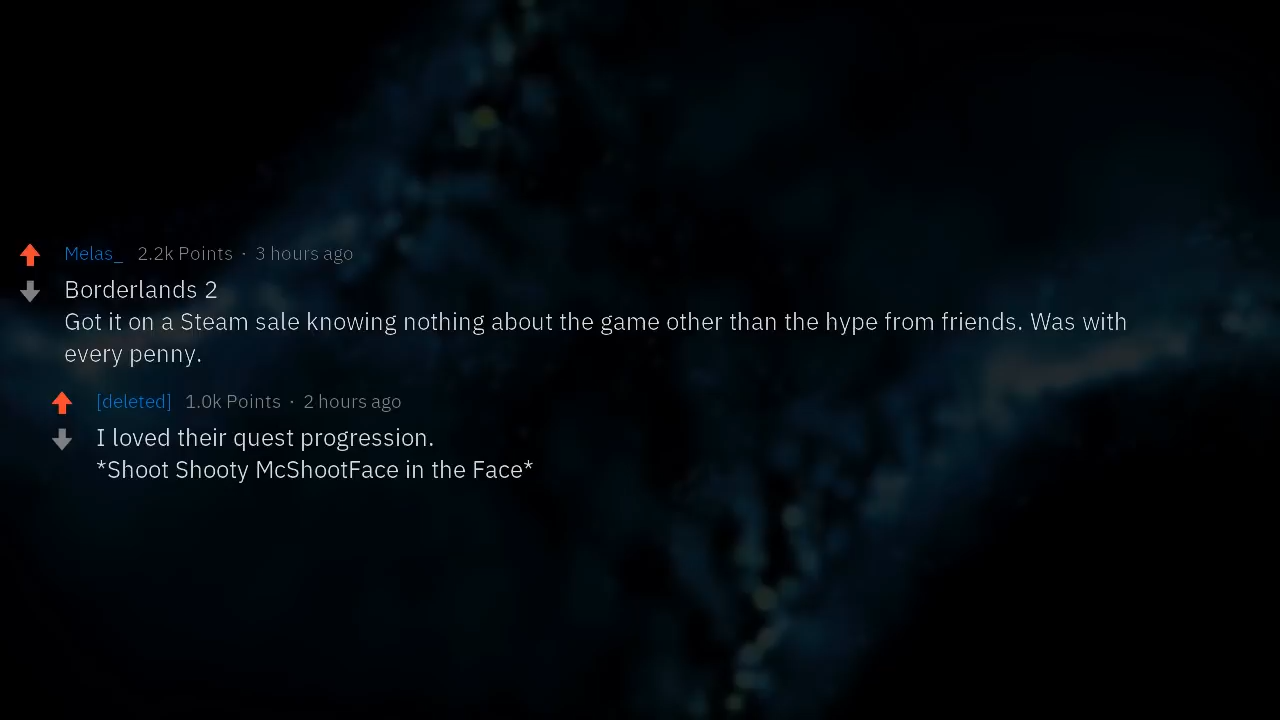 Melas_ 2.2k Points · 3 hours ago
Borderlands 2
Got it on a Steam sale knowing nothing about the game other than the hype from friends. Was with
every penny.
[deleted] 1.0k Points · 2 hours ago
I loved their quest progression.
*Shoot Shooty McShootFace in the Face*